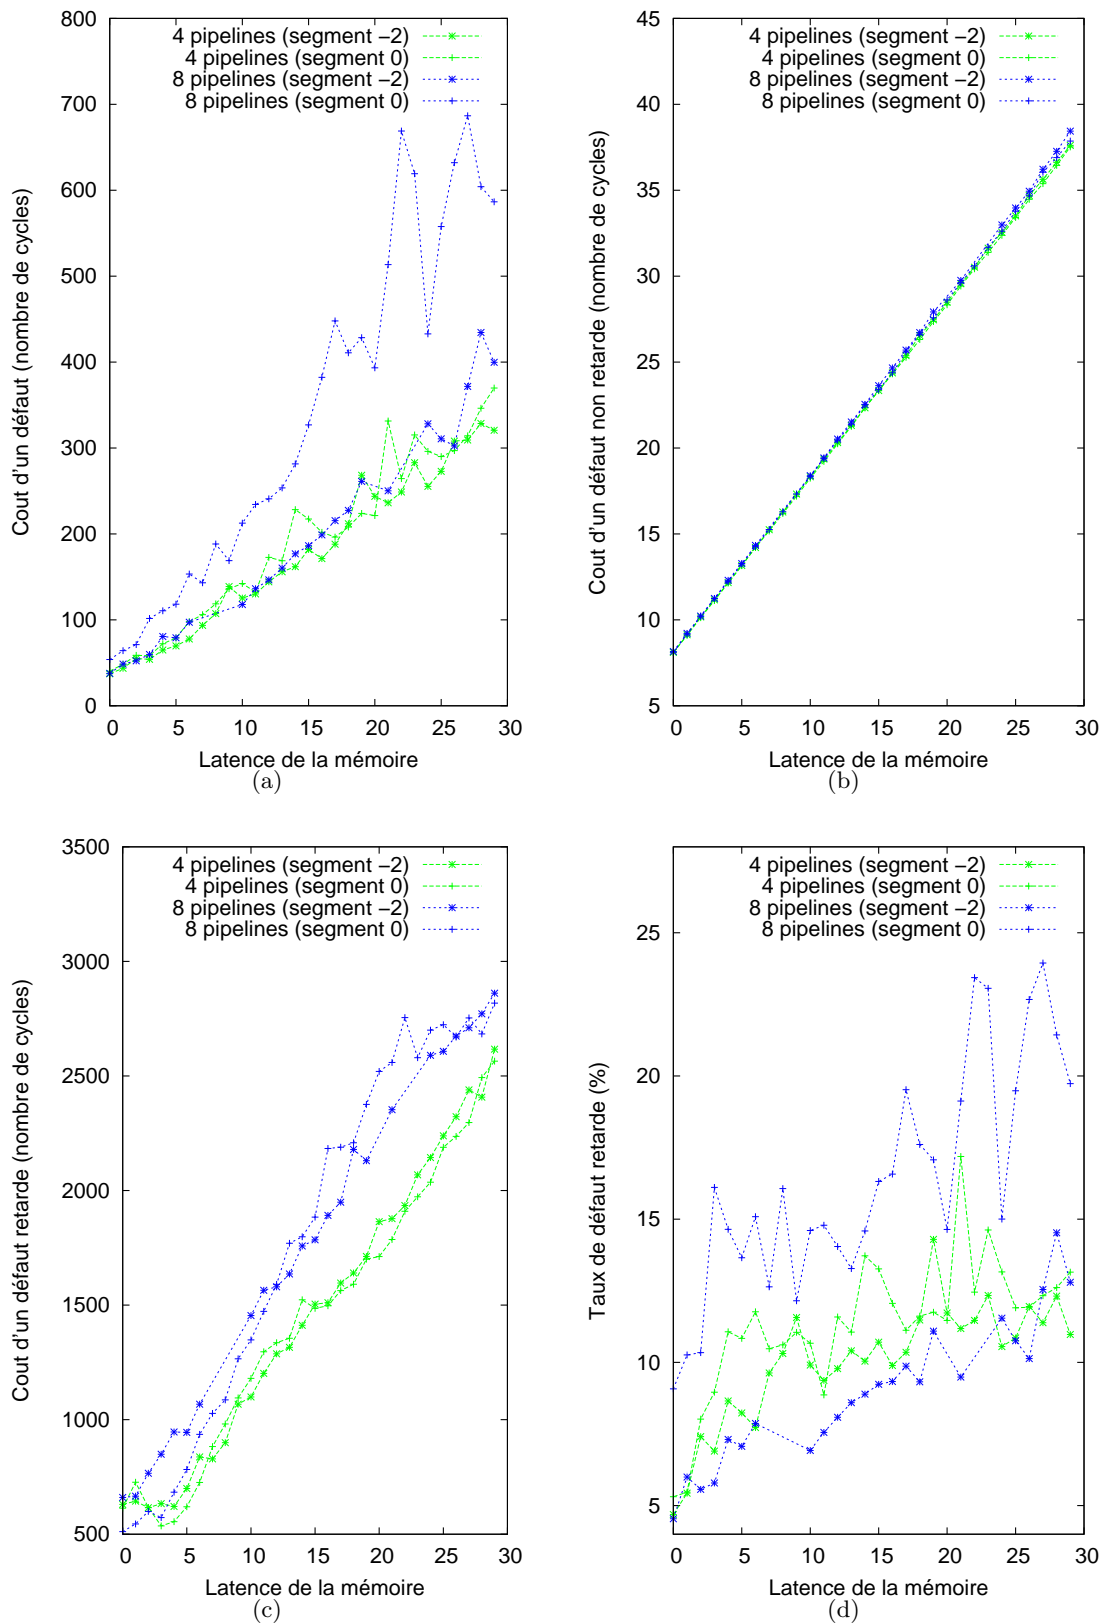 800
700
600
500
400
300
200
100
0
0 5 10 15 20 25 30
Cout d'un défaut (nombre de cycles)
Latence de la mémoire
4 pipelines (segment −2)
4 pipelines (segment 0)
8 pipelines (segment −2)
8 pipelines (segment 0)
(a)
45
40
35
30
25
20
15
10
5
0 5 10 15 20 25 30
Cout d'un défaut non retarde (nombre de cycles)
Latence de la mémoire
4 pipelines (segment −2)
4 pipelines (segment 0)
8 pipelines (segment −2)
8 pipelines (segment 0)
(b)
3500
3000
2500
2000
1500
1000
500
0 5 10 15 20 25 30
Cout d'un défaut retarde (nombre de cycles)
Latence de la mémoire
4 pipelines (segment −2)
4 pipelines (segment 0)
8 pipelines (segment −2)
8 pipelines (segment 0)
(c)
25
20
15
10
5
0 5 10 15 20 25 30
Taux de défaut retarde (%)
Latence de la mémoire
4 pipelines (segment −2)
4 pipelines (segment 0)
8 pipelines (segment −2)
8 pipelines (segment 0)
(d)